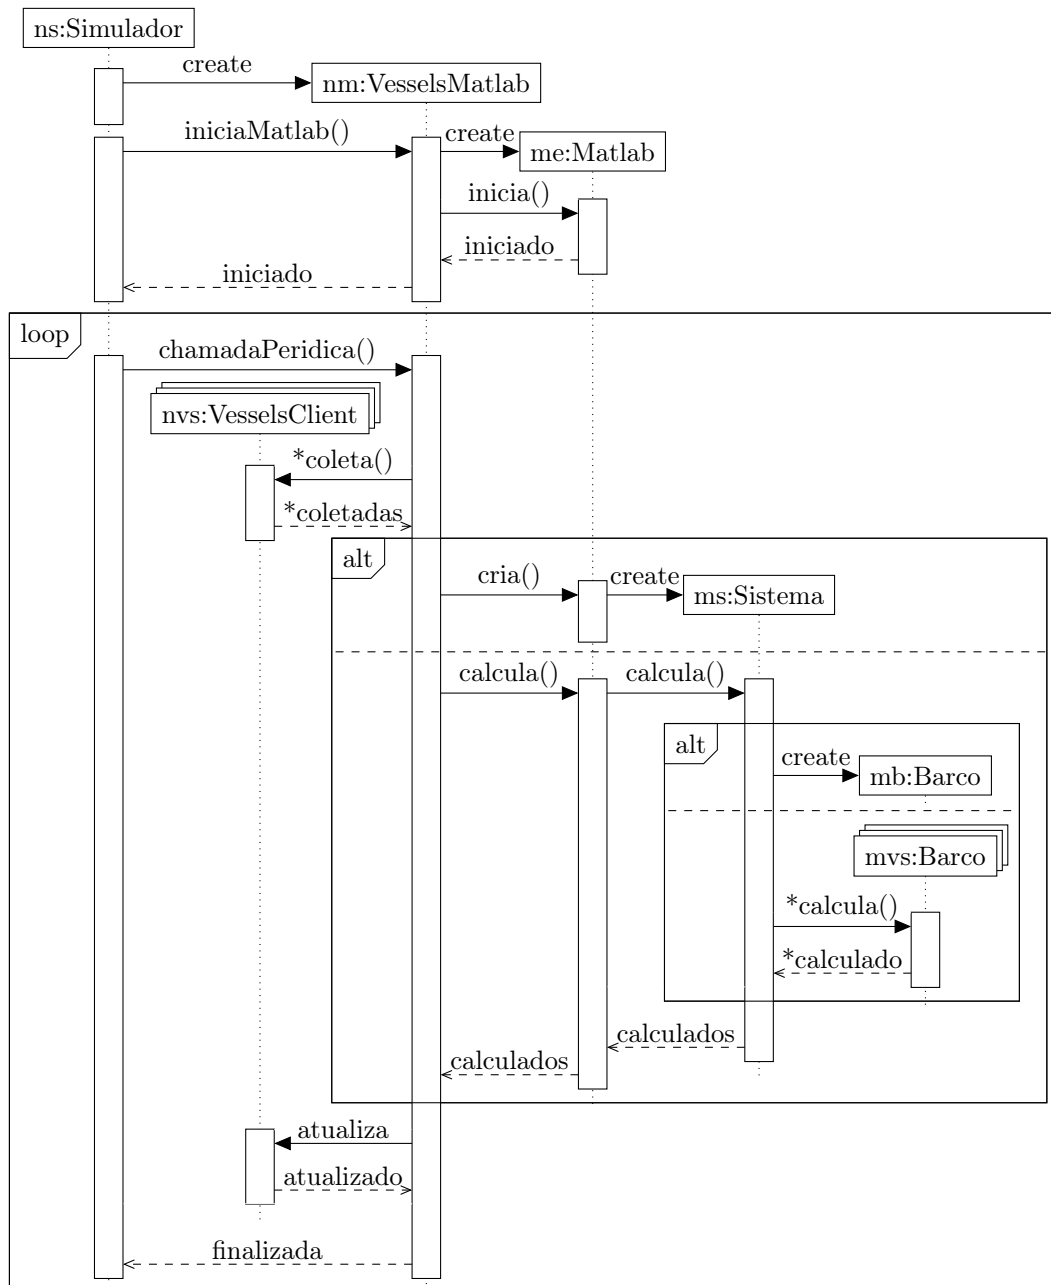 ns:Simulador
create
nm:VesselsMatlab
iniciaMatlab()
create
me:Matlab
inicia()
iniciado
iniciado
loop
chamadaPeridica()
nvs:VesselsClient
*coleta()
*coletadas
alt
cria()
create
ms:Sistema
calcula()
calcula()
alt
create
mb:Barco
mvs:Barco
*calcula()
*calculado
calculados
calculados
atualiza
atualizado
finalizada